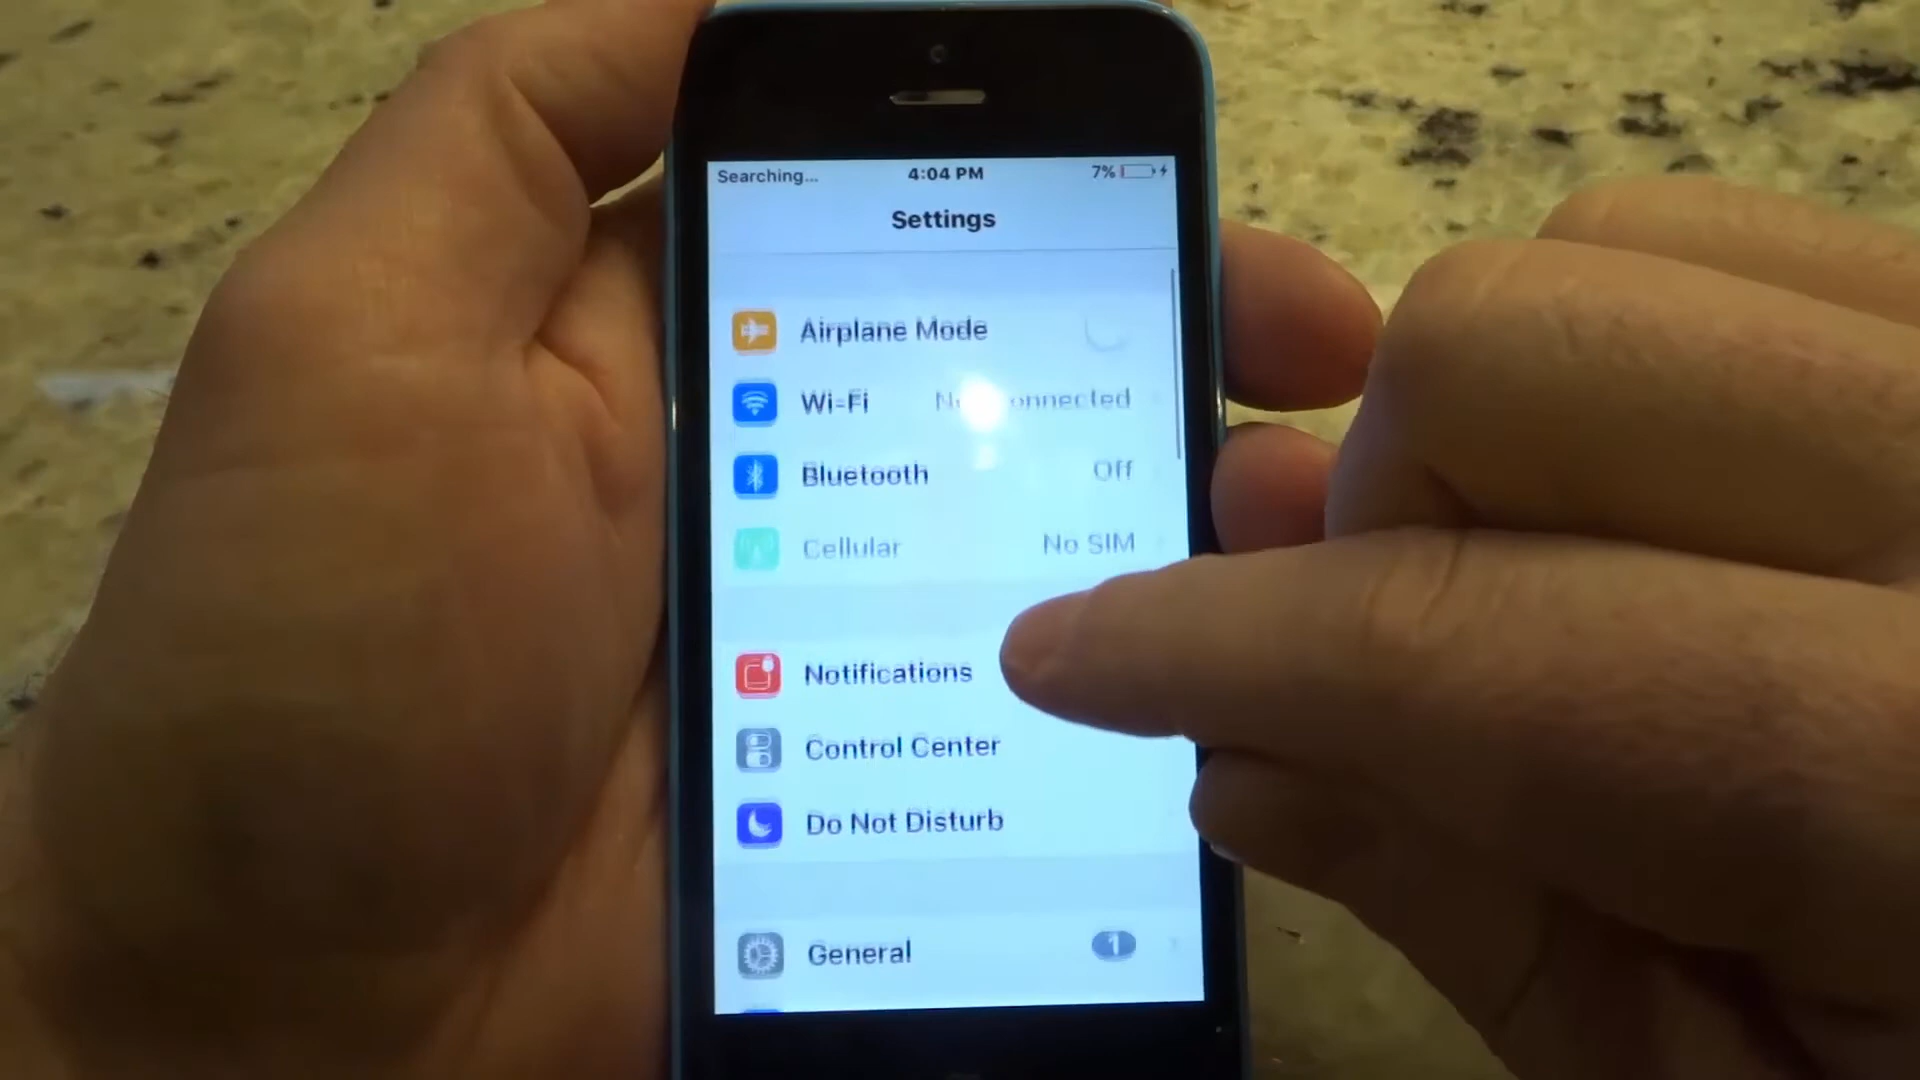 Searching... 4:04 PM 7%
Settings
Airplane Mode
Wi-Fi
Bluetooth Off
Cellular No SIM
Notifications
Control Center
Do Not Disturb
General 1